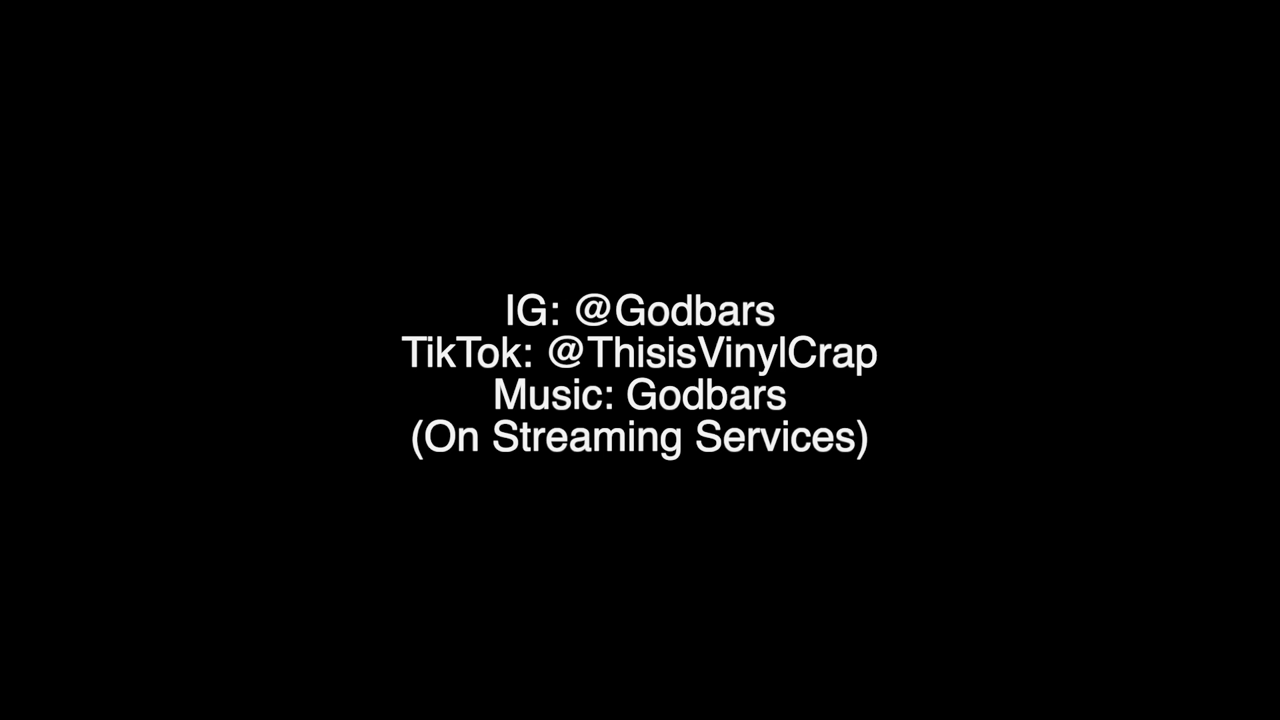 IG: @Godbars
TikTok: @ThisisVinylCrap
Music: Godbars
(On Streaming Services)